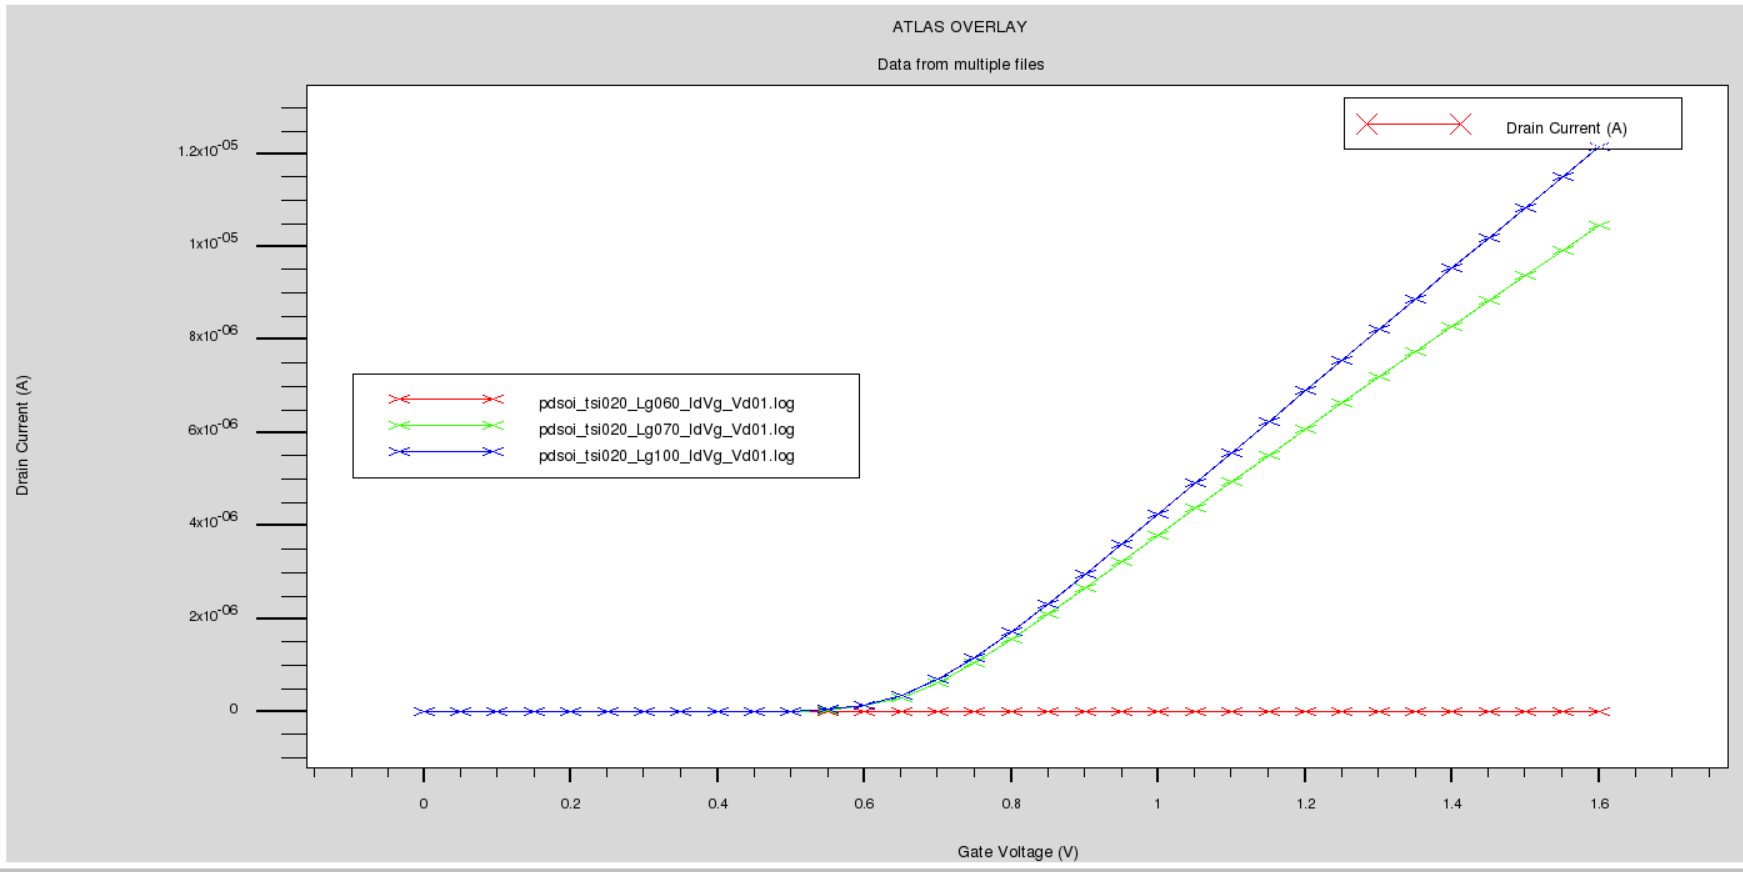 ATLAS OVERLAY
Data from multiple files
Drain Current (A)
1.2x10-05
1x10-05
8x10-06
6x10-06
4x10-06
2x10-06
0
Drain Current (A)
pdsoi_tsi020_Lg060_IdVg_Vd01.log
pdsoi_tsi020_Lg070_IdVg_Vd01.log
pdsoi_tsi020_Lg100_IdVg_Vd01.log
0 0.2 0.4 0.6 0.8 1 1.2 1.4 1.6
Gate Voltage (V)